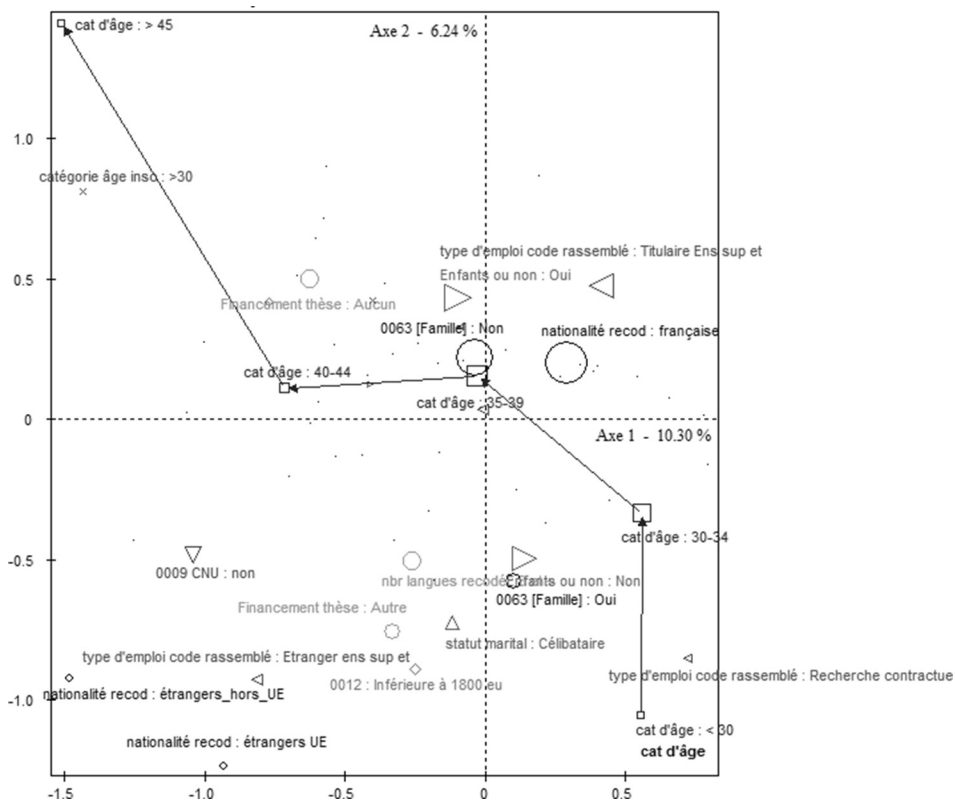 cat d'âge : > 45
Axe 2 - 6.24 %
1.0
catégorie âge insc : >30
type d'emploi code rassemblé : Titulaire Ens sup et
0.5
Enfants ou non : Oui
Financement thèse : Aucun
0063 [Famille] : Non
nationalité recod : française
cat d'âge : 40-44
cat d'âge : 35-39
0
Axe 1 - 10.30 %
cat d'âge : 30-34
-0.5
0009 CNU : non
nbr langues recodé
Enfants ou non : Non
0063 [Famille] : Oui
Financement thèse : Autre
statut marital : Célibataire
type d'emploi code rassemblé : Etranger ens sup et
0012 : Inférieure à 1800 eu
type d'emploi code rassemblé : Recherche contractue
nationalité recod : étrangers_hors_UE
-1.0
cat d'âge : < 30
nationalité recod : étrangers UE
cat d'âge
-1.5 -1.0 -0.5 0 0.5